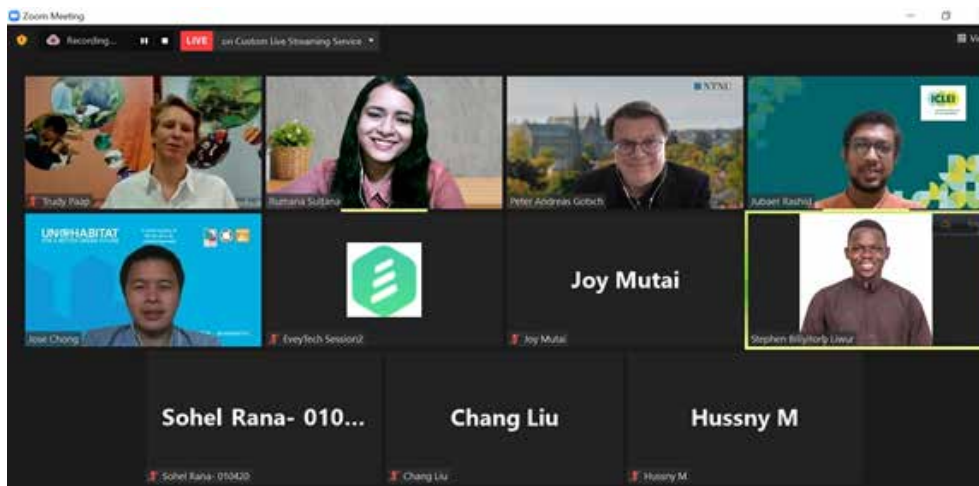 Zoom Meeting
Recording...
LIVE on Custom Live Streaming Service
Vi
NTNU
ICLEI
Trudy Paap
Rumana Sultana
Peter Andreas Gotsch
Jubaer Rashid
UN HABITAT
FOR A BETTER URBAN FUTURE
Joy Mutai
Jose Chong
EveyTech Session2
Joy Mutai
Stephen Biliyitorb Liwur
Sohel Rana- 010...
Chang Liu
Hussny M
Sohel Rana- 010420
Chang Liu
Hussny M